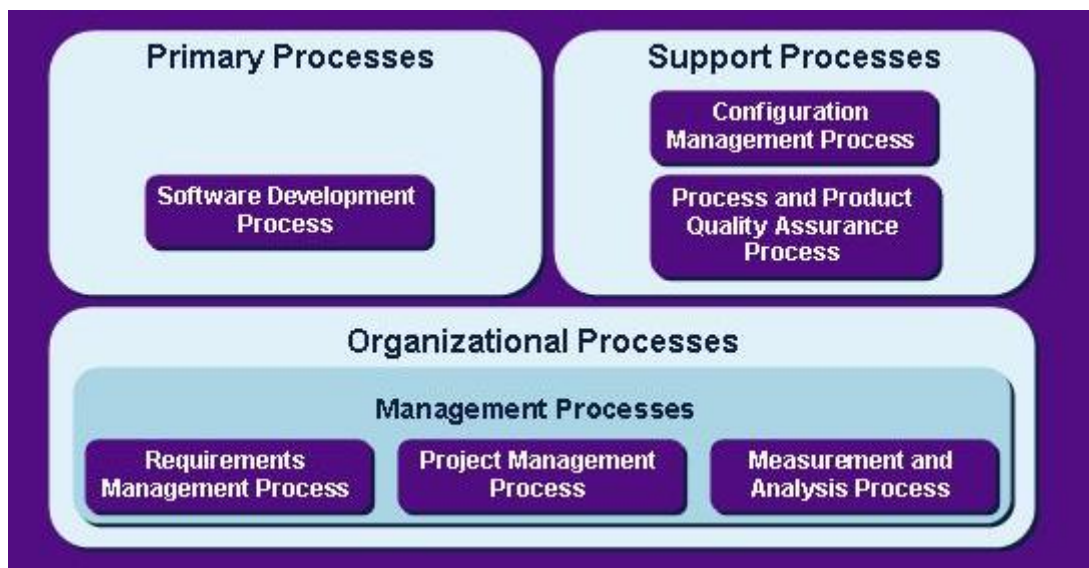 Primary Processes
Software Development
Process
Support Processes
Configuration
Management Process
Process and Product
Quality Assurance
Process
Organizational Processes
Management Processes
Requirements
Management Process
Project Management
Process
Measurement and
Analysis Process